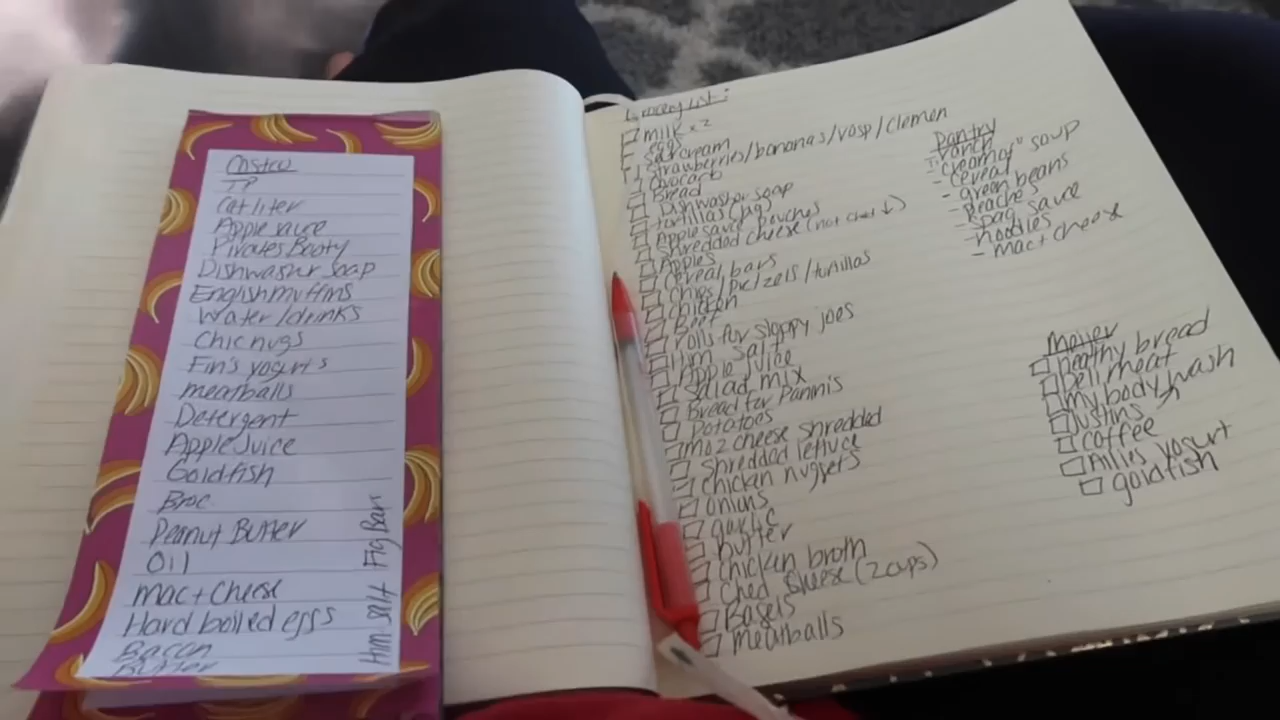 Costco
TP
Cat liter
Apple sauce
Pirates Booty
Dishwasher Soap
English muffins
Water/drinks
Chic nugs
Fin's yogurts
meatballs
Detergent
Apple Juice
Goldfish
Broc
Peanut Butter
Oil
Mac + Cheese
Hard boiled eggs
Bacon
Butter
Him salt Fig Bars
Grocery List:
milk x2
eggs
Sour cream
Strawberries/bananas/rasp/clemen
Avocado
Bread
Dishwasher soap
tortillas (pg)
Applesauce pouches
Shredded cheese (not ched ↓)
Apples
Cereal bars
Chips/pretzels/tortillas
Chicken
Beef
rolls for sloppy joes
Him salt
Apple juice
Salad mix
Bread for Paninis
Potatoes
moz cheese shredded
Shredded lettuce
Chicken nuggets
onions
garlic
butter
chicken broth
Ched Cheese (2 cups)
Bagels
meatballs
Pantry
- ranch
- "cream of" soup
- cereal
- green beans
- peaches
- spag sauce
- noodles
- mac + cheese
Meijer
healthy bread
Deli meat
my body wash
Justins
coffee
Allies yogurt
goldfish